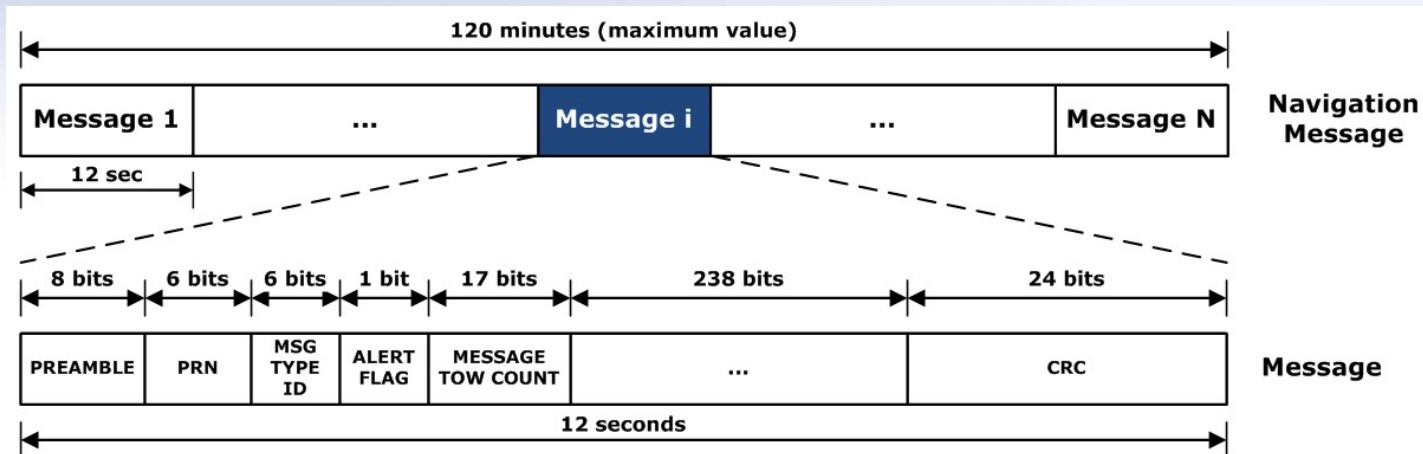 120 minutes (maximum value)
Message 1
...
Message i
...
Message N
Navigation
Message
12 sec
8 bits
6 bits
6 bits
1 bit
17 bits
238 bits
24 bits
PREAMBLE
PRN
MSG
TYPE
ID
ALERT
FLAG
MESSAGE
TOW COUNT
...
CRC
Message
12 seconds